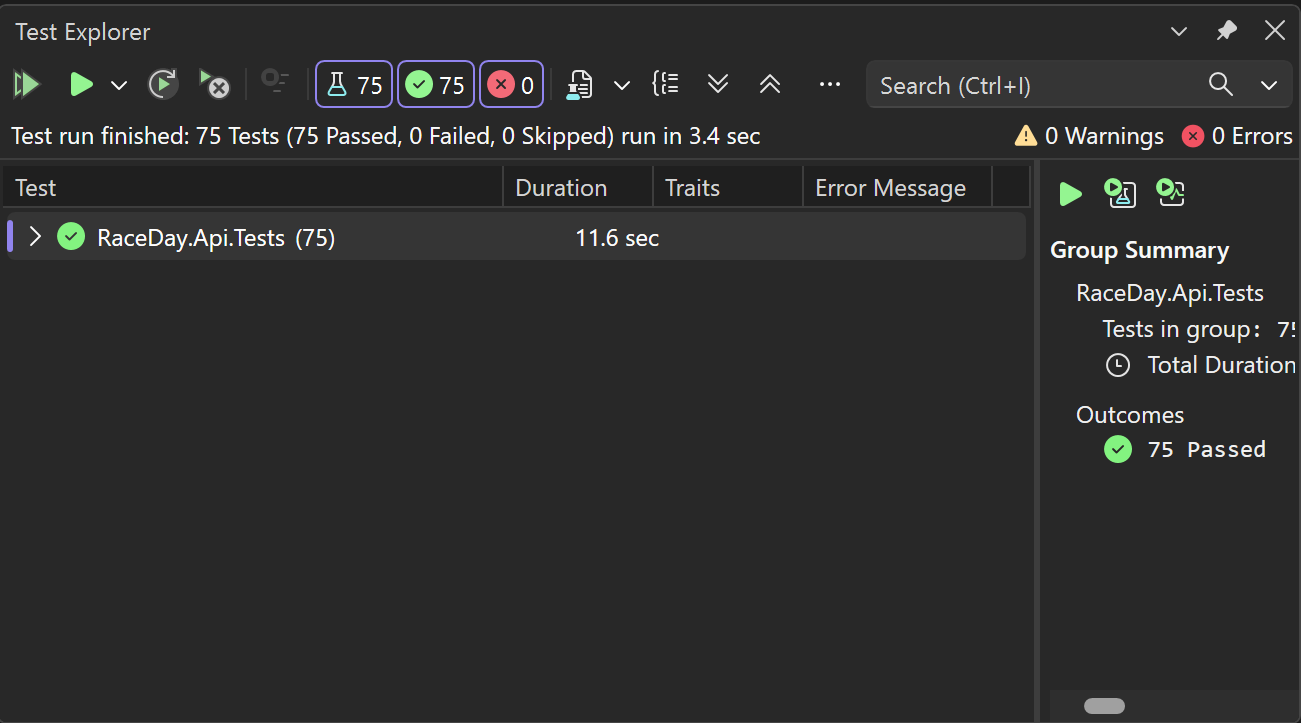 Test Explorer
75 75 0 Search (Ctrl+I)
Test run finished: 75 Tests (75 Passed, 0 Failed, 0 Skipped) run in 3.4 sec 0 Warnings 0 Errors
Test Duration Traits Error Message
RaceDay.Api.Tests (75) 11.6 sec
Group Summary
RaceDay.Api.Tests
Tests in group: 75
Total Duration
Outcomes
75 Passed